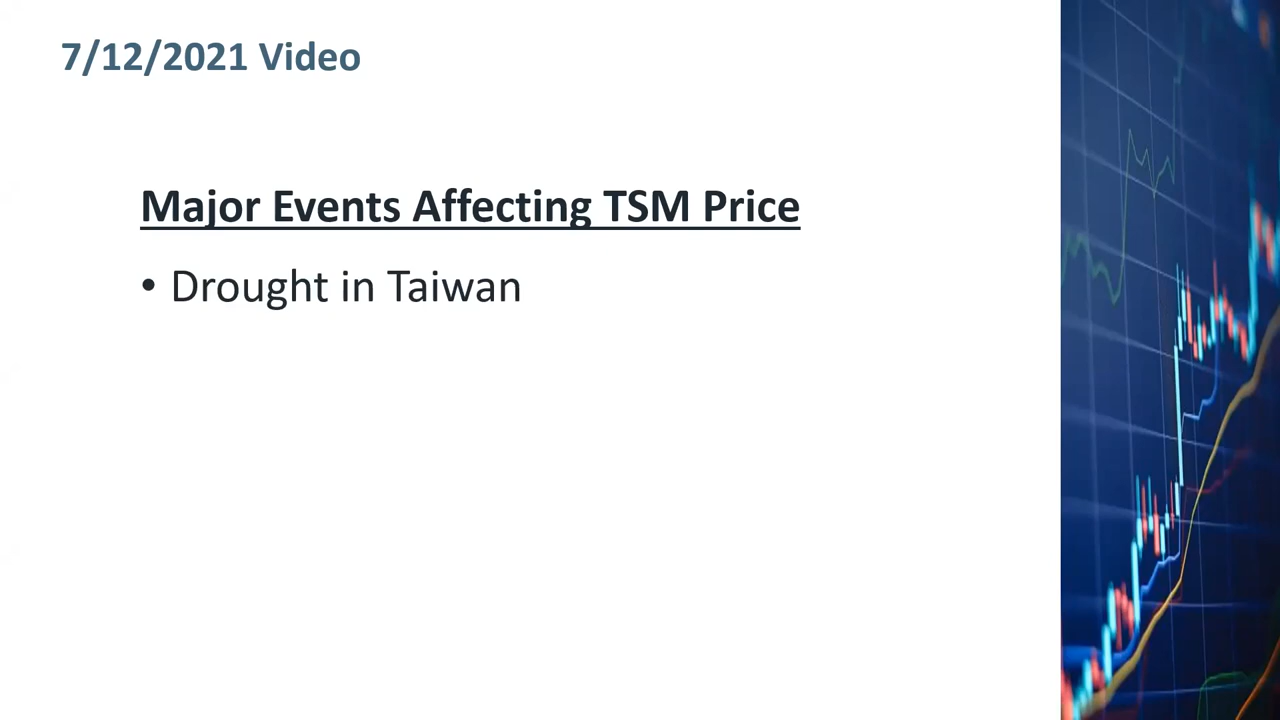 7/12/2021 Video
Major Events Affecting TSM Price
• Drought in Taiwan